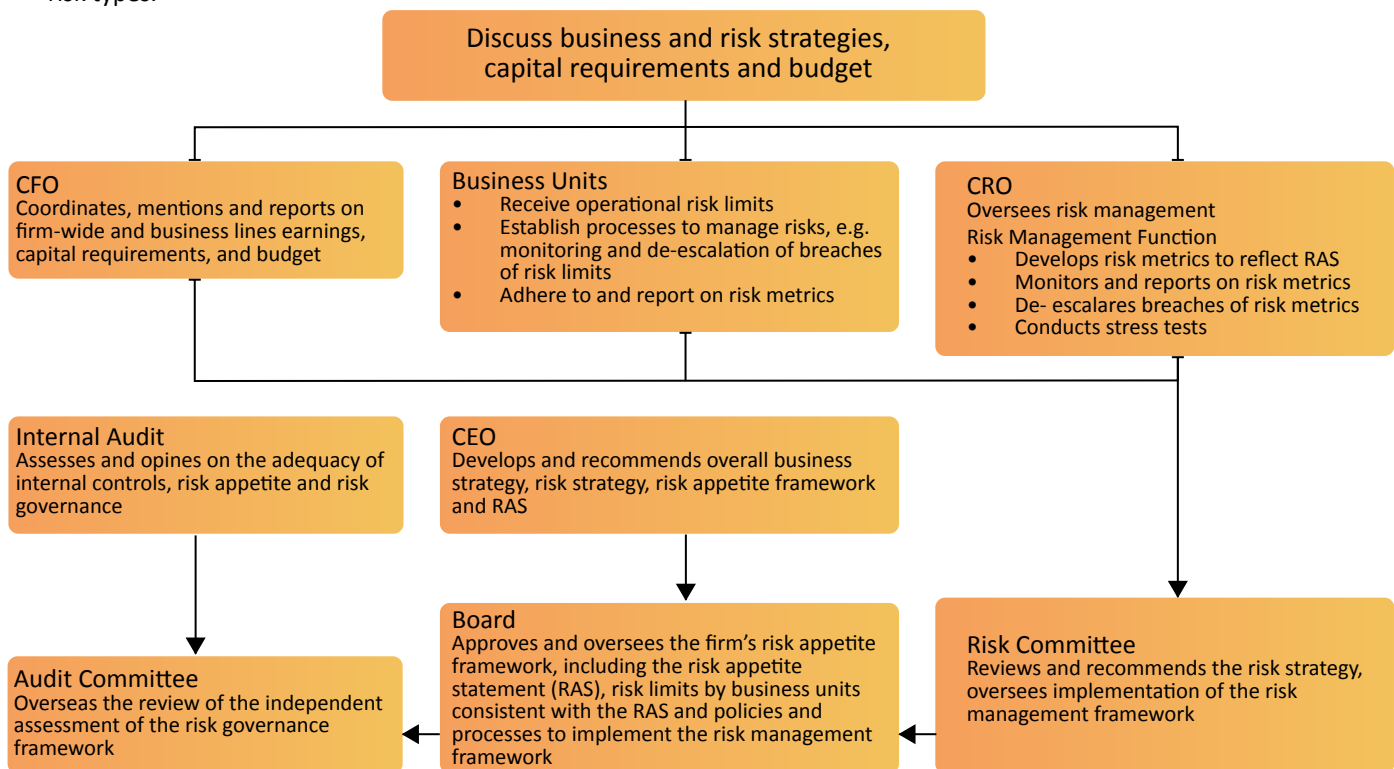 risk types.
Discuss business and risk strategies,
capital requirements and budget
CFO
Coordinates, mentions and reports on
firm-wide and business lines earnings,
capital requirements, and budget
Business Units
• Receive operational risk limits
• Establish processes to manage risks, e.g.
monitoring and de-escalation of breaches
of risk limits
• Adhere to and report on risk metrics
CRO
Oversees risk management
Risk Management Function
• Develops risk metrics to reflect RAS
• Monitors and reports on risk metrics
• De- escalares breaches of risk metrics
• Conducts stress tests
Internal Audit
Assesses and opines on the adequacy of
internal controls, risk appetite and risk
governance
CEO
Develops and recommends overall business
strategy, risk strategy, risk appetite framework
and RAS
Audit Committee
Overseas the review of the independent
assessment of the risk governance
framework
Board
Approves and oversees the firm's risk appetite
framework, including the risk appetite
statement (RAS), risk limits by business units
consistent with the RAS and policies and
processes to implement the risk management
framework
Risk Committee
Reviews and recommends the risk strategy,
oversees implementation of the risk
management framework